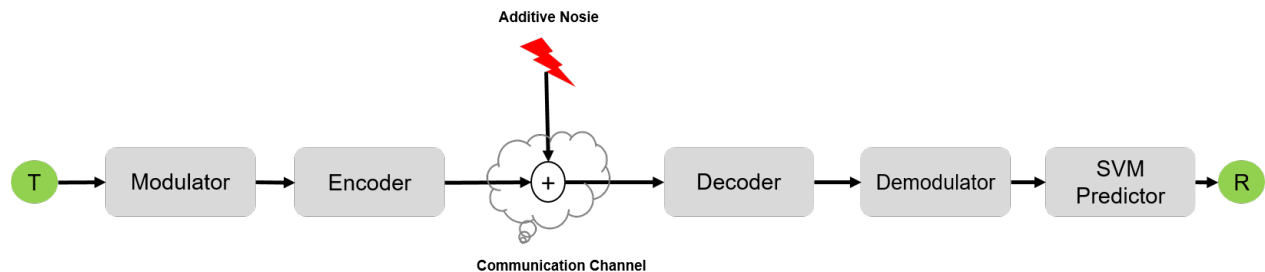 Additive Nosie
T
Modulator
Encoder
+
Decoder
Demodulator
SVM
Predictor
R
Communication Channel